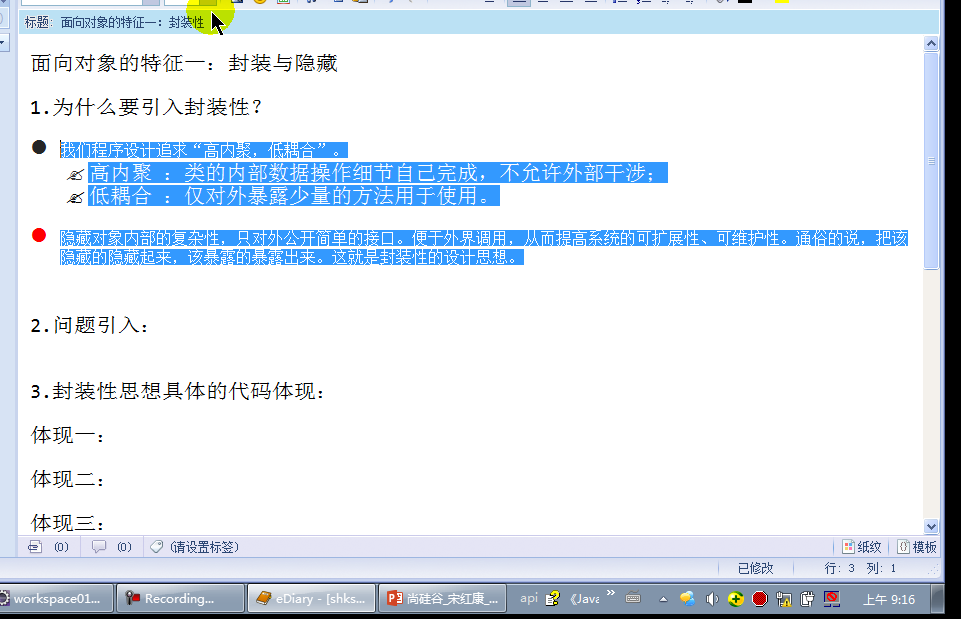 标题: 面向对象的特征一：封装性
面向对象的特征一：封装与隐藏
1.为什么要引入封装性？
我们程序设计追求“高内聚，低耦合”。
高内聚 ：类的内部数据操作细节自己完成，不允许外部干涉；
低耦合 ：仅对外暴露少量的方法用于使用。
隐藏对象内部的复杂性，只对外公开简单的接口。便于外界调用，从而提高系统的可扩展性、可维护性。通俗的说，把该
隐藏的隐藏起来，该暴露的暴露出来。这就是封装性的设计思想。
2.问题引入：
3.封装性思想具体的代码体现：
体现一：
体现二：
体现三：
(0) (0) (请设置标签) 纸纹 模板
已修改 行: 3 列: 1
workspace01... Recording... eDiary - [shks... 尚硅谷_宋红康_... api 《Java » 上午 9:16